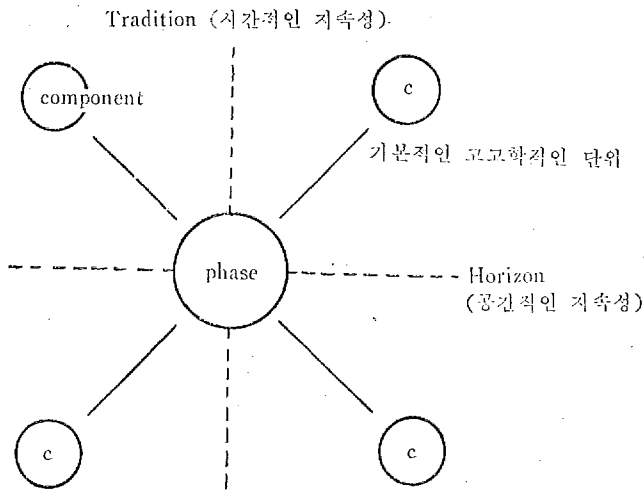 Tradition (시간적인 지속성).
component
c
기본적인 고고학적인 단위
phase
Horizon
(공간적인 지속성)
c
c